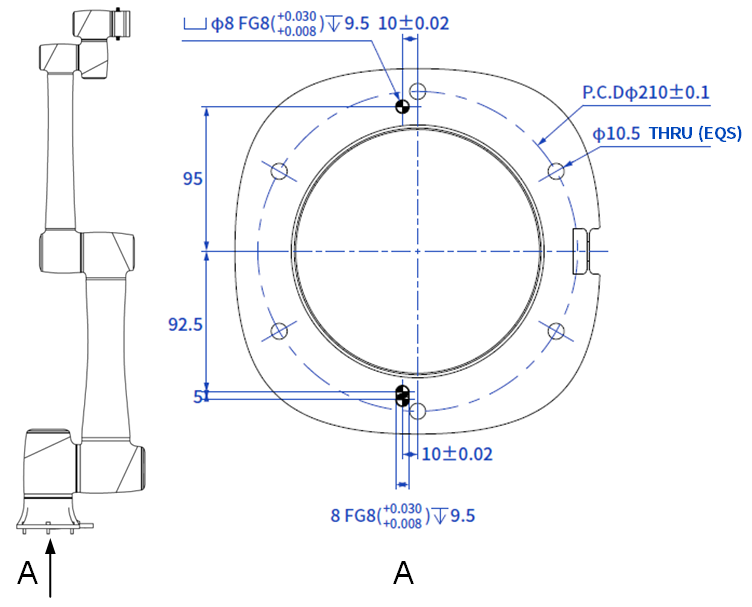 ⌴ ϕ8 FG8(+0.030 +0.008)↧9.5 10±0.02
P.C.Dϕ210±0.1
ϕ10.5 THRU (EQS)
95
92.5
5
10±0.02
8 FG8(+0.030 +0.008)↧9.5
A A